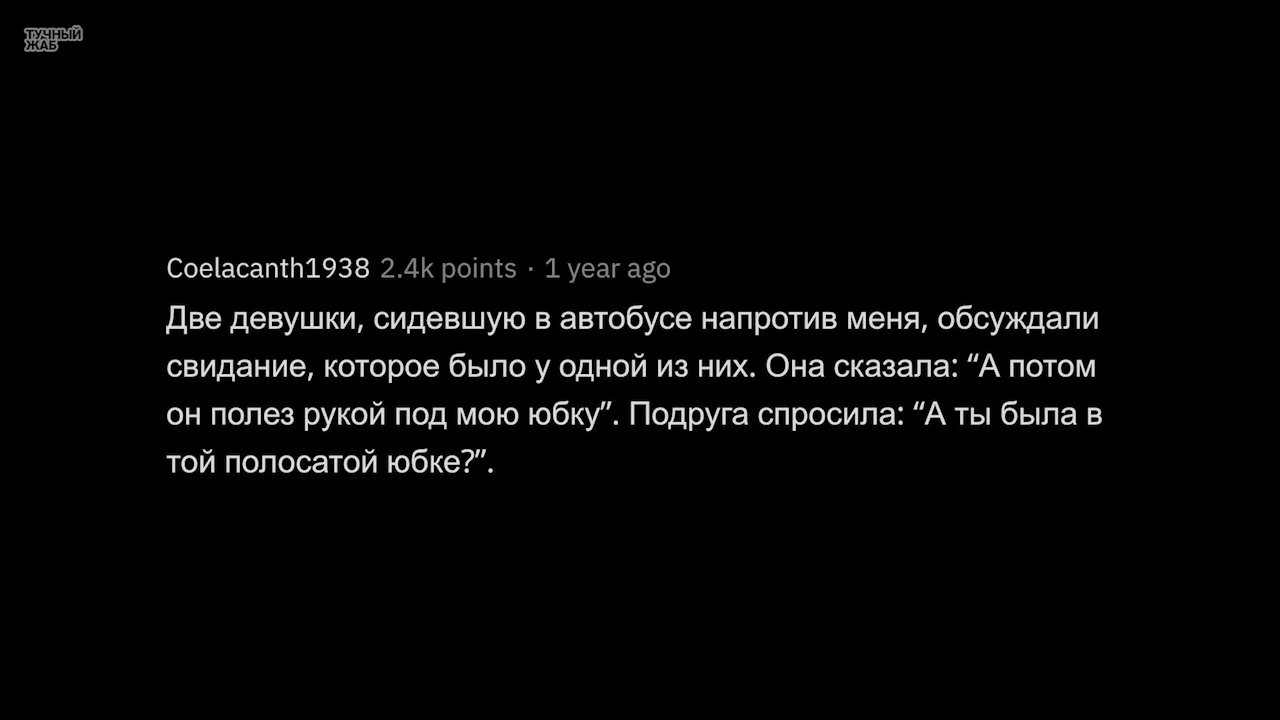 ТУЧНЫЙ
ЖАБ
Coelacanth1938 2.4k points · 1 year ago
Две девушки, сидевшую в автобусе напротив меня, обсуждали
свидание, которое было у одной из них. Она сказала: “А потом
он полез рукой под мою юбку”. Подруга спросила: “А ты была в
той полосатой юбке?”.